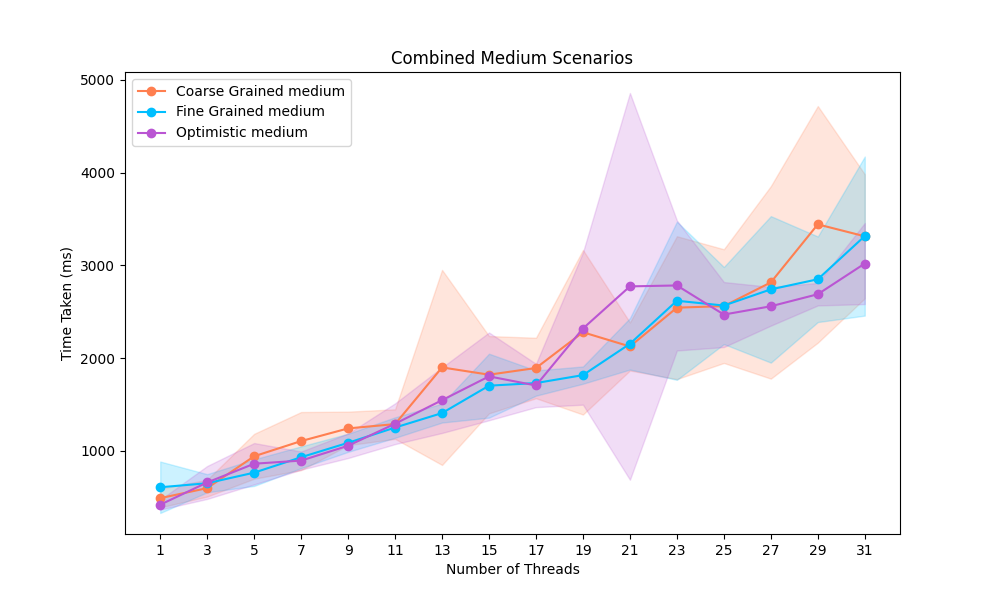 Combined Medium Scenarios
5000
4000
3000
2000
1000
Time Taken (ms)
Coarse Grained medium
Fine Grained medium
Optimistic medium
1 3 5 7 9 11 13 15 17 19 21 23 25 27 29 31
Number of Threads